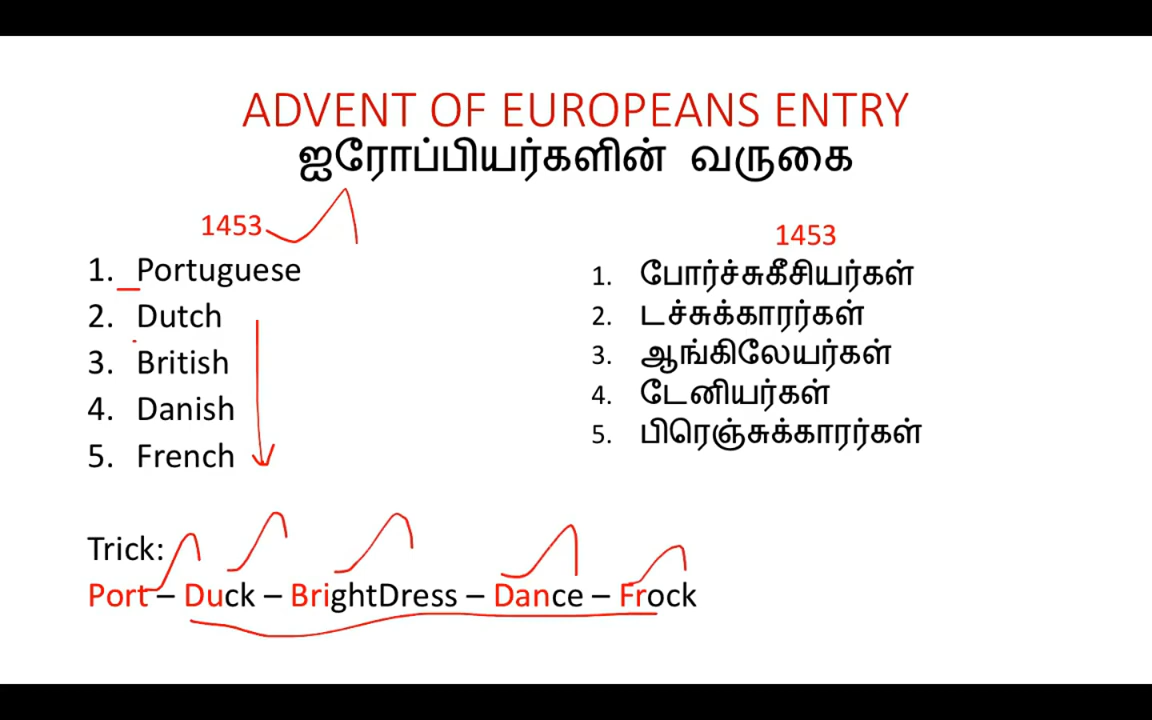 ADVENT OF EUROPEANS ENTRY
ஐரோப்பியர்களின் வருகை
1453
1. Portuguese
2. Dutch
3. British
4. Danish
5. French
1453
1. போர்ச்சுகீசியர்கள்
2. டச்சுக்காரர்கள்
3. ஆங்கிலேயர்கள்
4. டேனியர்கள்
5. பிரெஞ்சுக்காரர்கள்
Trick:
Port – Duck – BrightDress – Dance – Frock